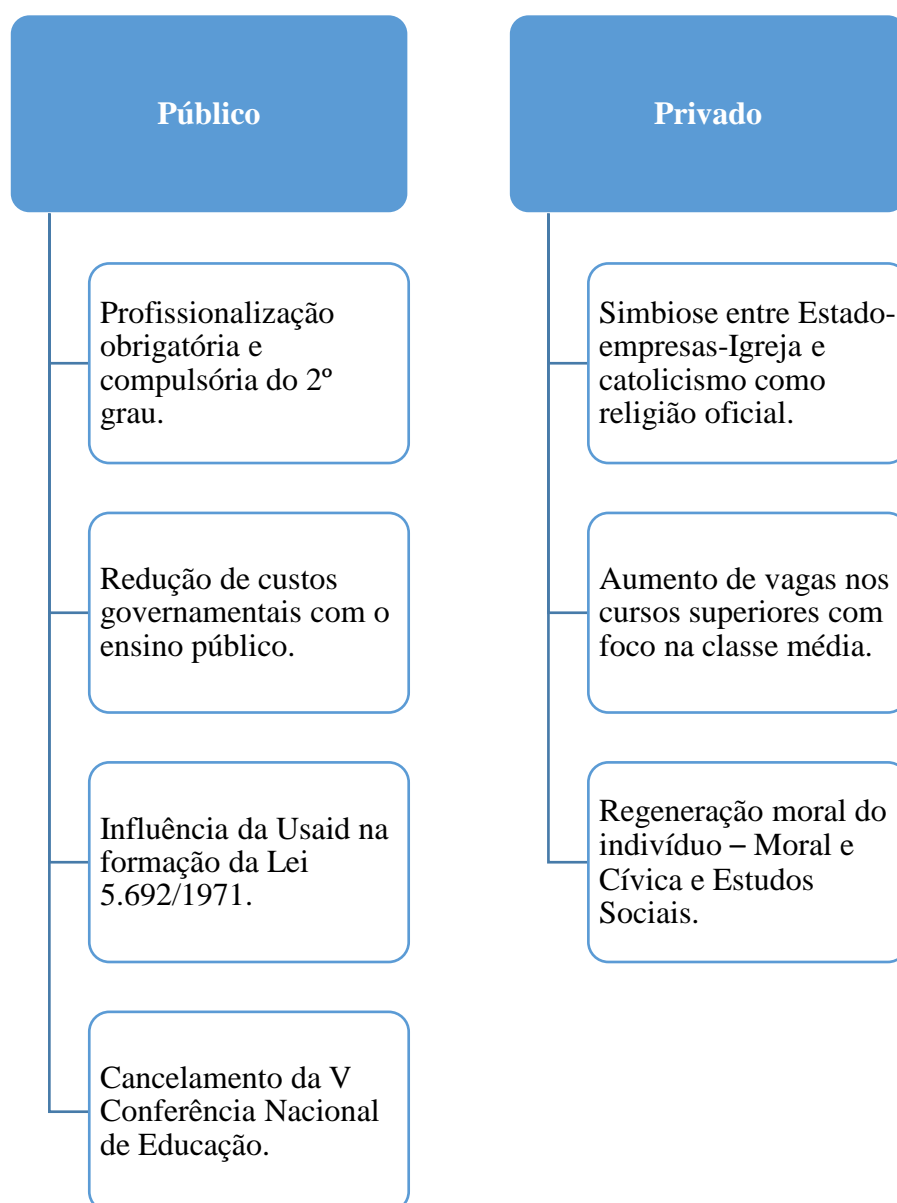 Público
Profissionalização
obrigatória e
compulsória do 2º
grau.
Redução de custos
governamentais com o
ensino público.
Influência da Usaid na
formação da Lei
5.692/1971.
Cancelamento da V
Conferência Nacional
de Educação.
Privado
Simbiose entre Estado-
empresas-Igreja e
catolicismo como
religião oficial.
Aumento de vagas nos
cursos superiores com
foco na classe média.
Regeneração moral do
indivíduo – Moral e
Cívica e Estudos
Sociais.